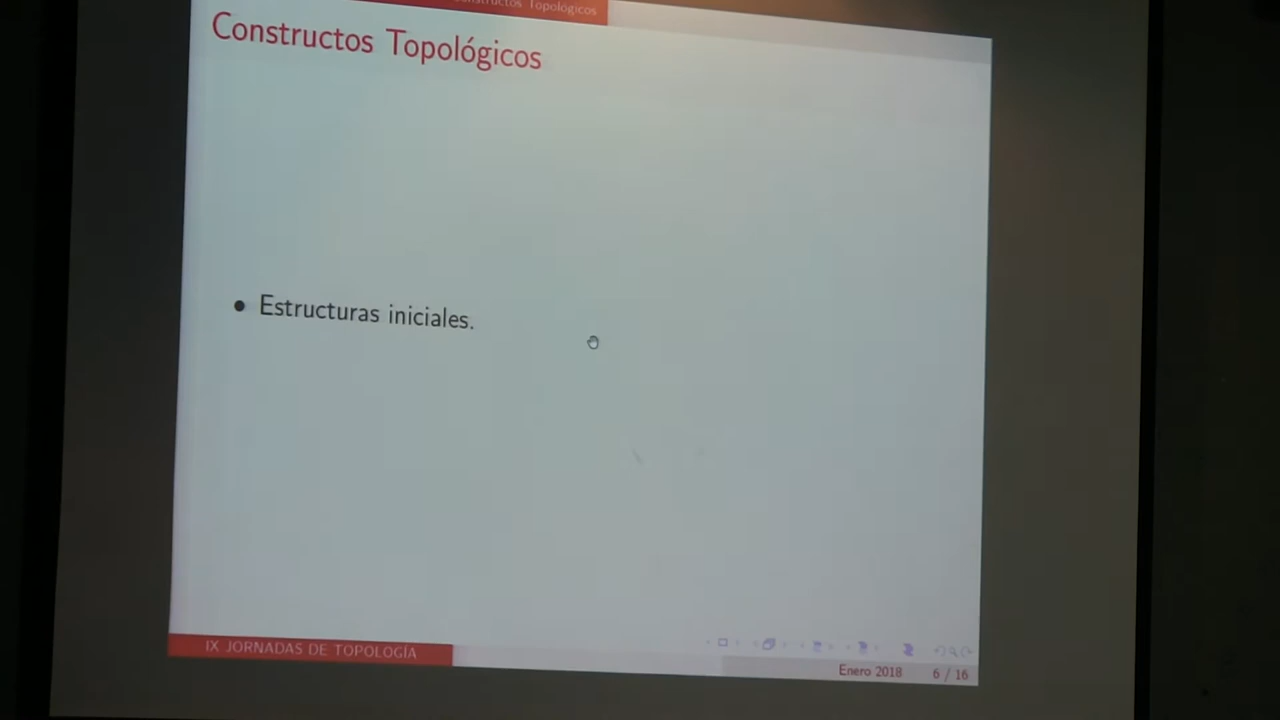 Constructos Topológicos
Constructos Topológicos
• Estructuras iniciales.
IX JORNADAS DE TOPOLOGÍA
Enero 2018
6 / 16